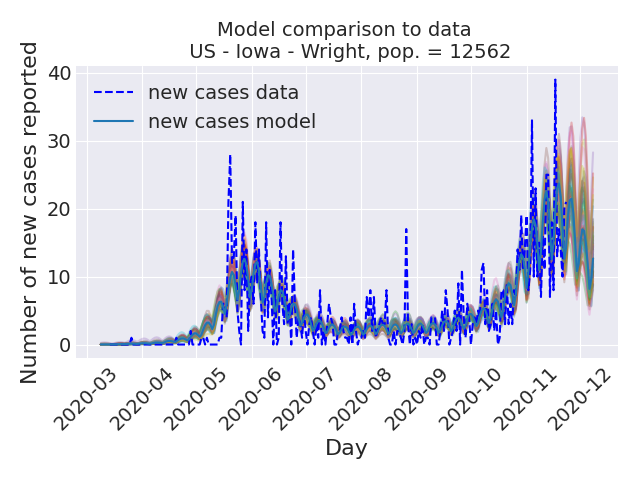 Model comparison to data
US - Iowa - Wright, pop. = 12562
Number of new cases reported
40
30
20
10
0
new cases data
new cases model
2020-03
2020-04
2020-05
2020-06
2020-07
2020-08
2020-09
2020-10
2020-11
2020-12
Day